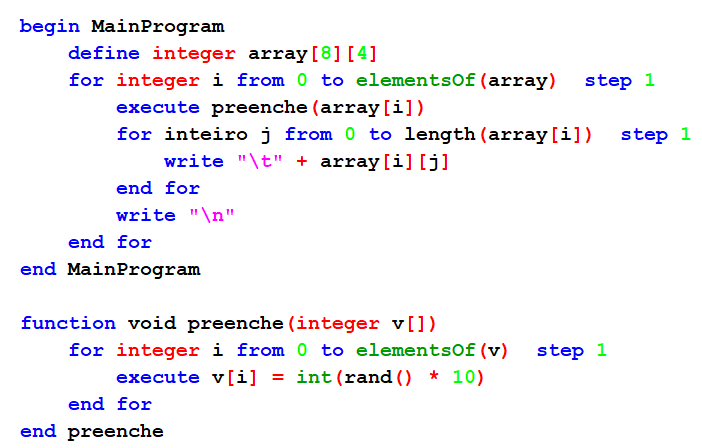 begin MainProgram
    define integer array[8][4]
    for integer i from 0 to elementsOf(array)  step 1
        execute preenche(array[i])
        for inteiro j from 0 to length(array[i])  step 1
            write "\t" + array[i][j]
        end for
        write "\n"
    end for
end MainProgram

function void preenche(integer v[])
    for integer i from 0 to elementsOf(v)  step 1
        execute v[i] = int(rand() * 10)
    end for
end preenche